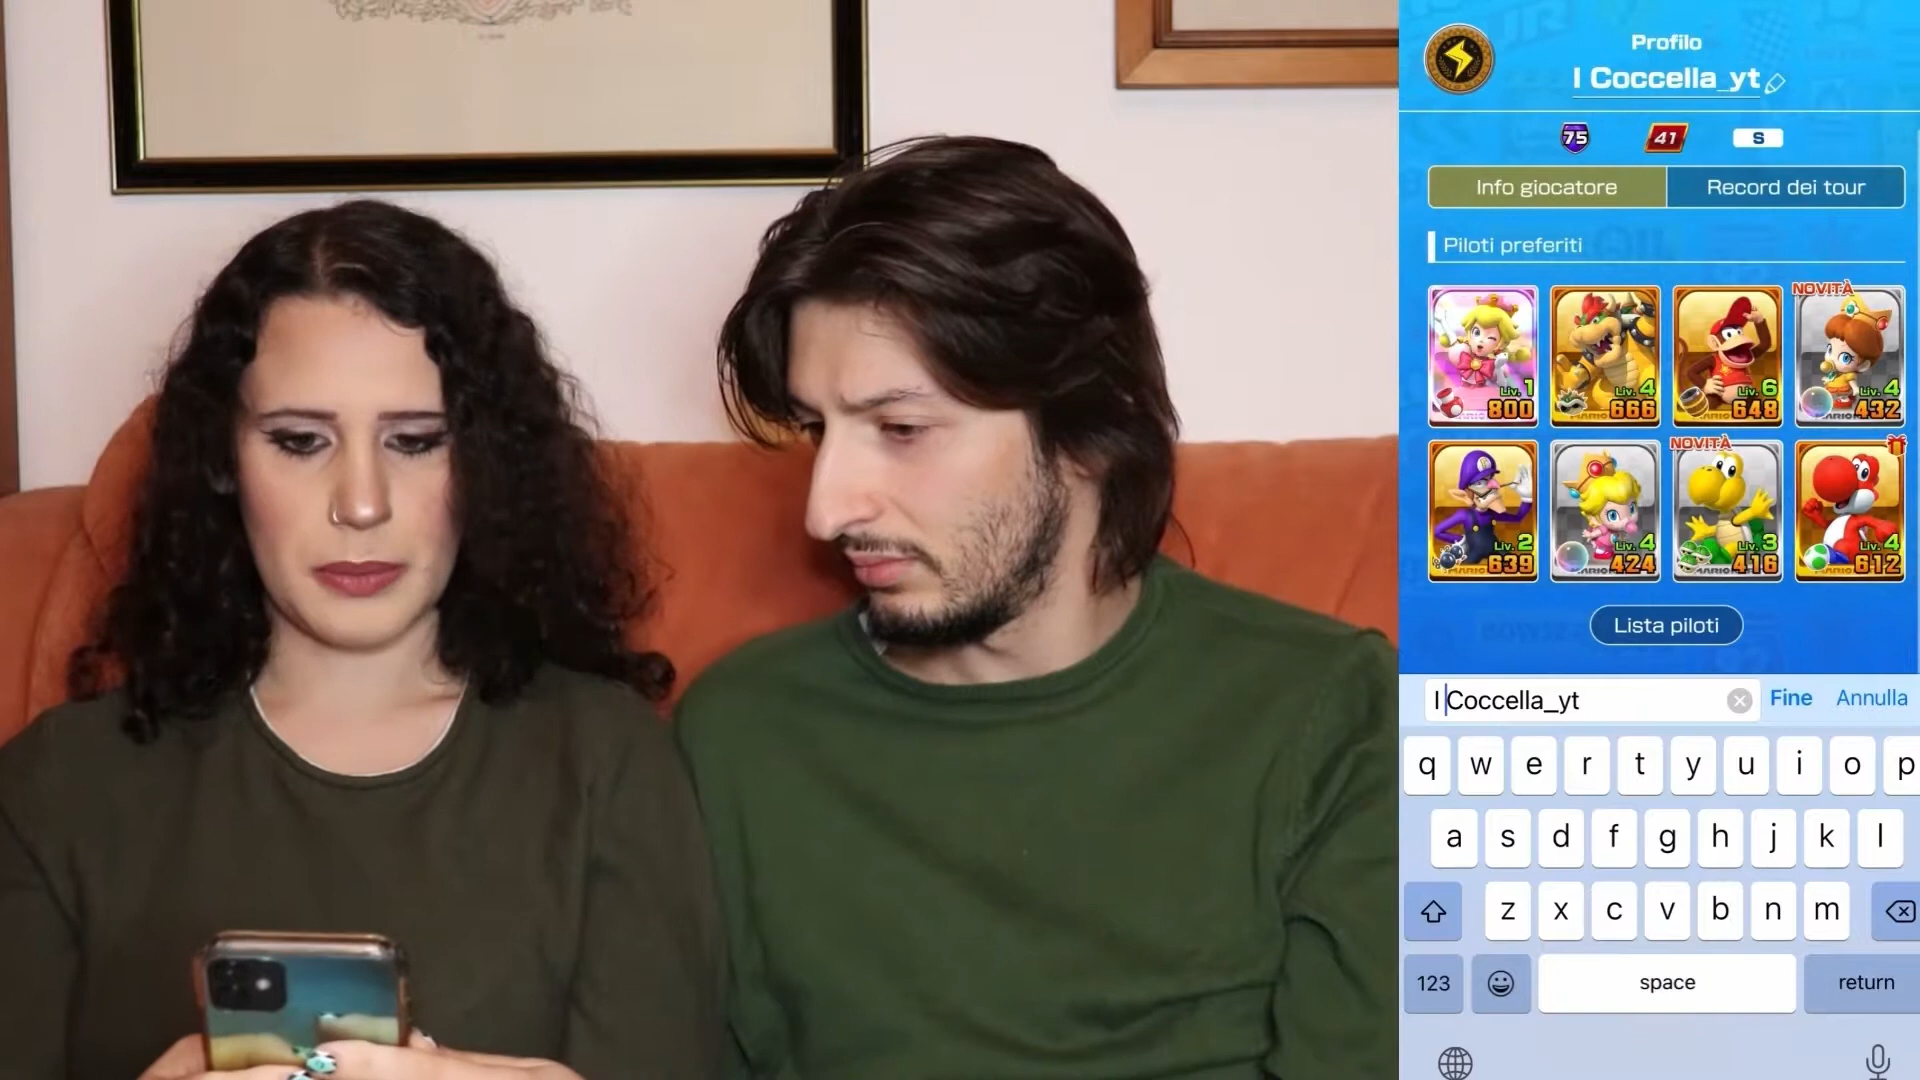 Profilo
I Coccella_yt
75 41 S
Info giocatore Record dei tour
Piloti preferiti
NOVITÀ
Liv. 1 Liv. 4 Liv. 6 Liv. 4
800 666 648 432
NOVITÀ
Liv. 2 Liv. 4 Liv. 3 Liv. 4
639 424 416 612
Lista piloti
I Coccella_yt Fine Annulla
q w e r t y u i o p
a s d f g h j k l
z x c v b n m
123 space return